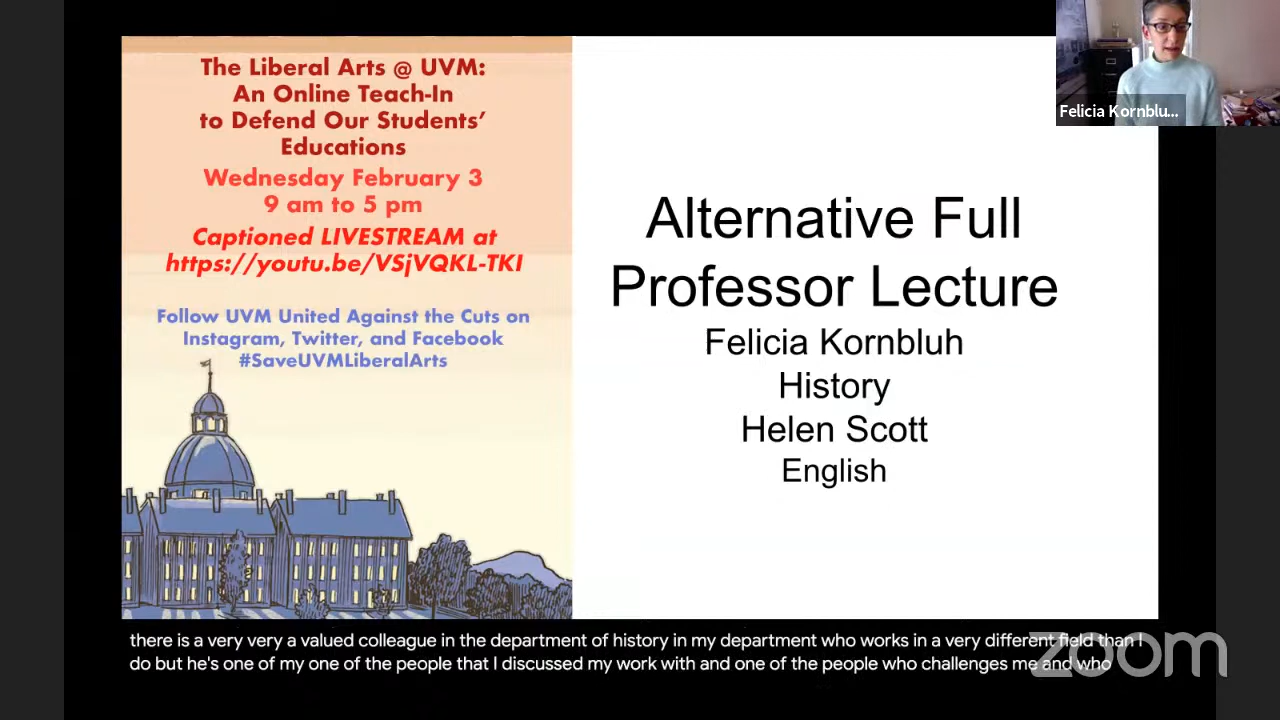 The Liberal Arts @ UVM:
An Online Teach-In
to Defend Our Students’
Educations
Wednesday February 3
9 am to 5 pm
Captioned LIVESTREAM at
https://youtu.be/VSjVQKL-TKI
Follow UVM United Against the Cuts on
Instagram, Twitter, and Facebook
#SaveUVMLiberalArts
Alternative Full
Professor Lecture
Felicia Kornbluh
History
Helen Scott
English
Felicia Kornblu...
there is a very very a valued colleague in the department of history in my department who works in a very different field than I
do but he's one of my one of the people that I discussed my work with and one of the people who challenges me and who
zoom